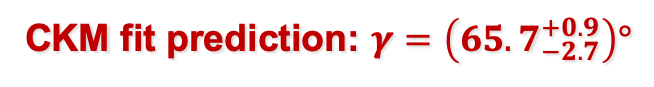 CKM fit prediction: γ = (65.7⁺⁰·⁹₋₂.₇)°